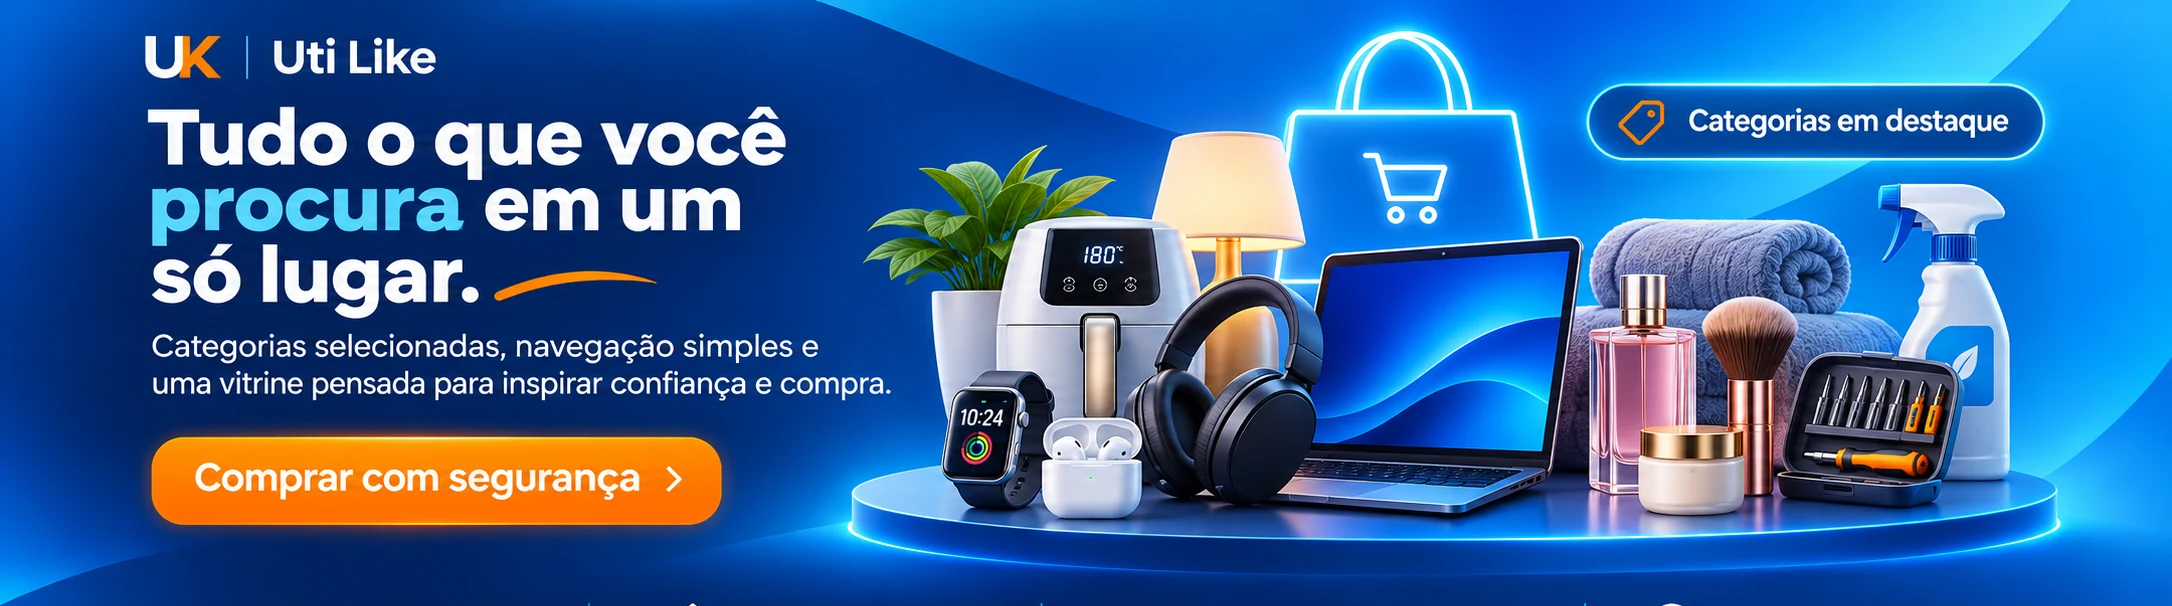 UK | Uti Like
Tudo o que você
procura em um
só lugar.
Categorias selecionadas, navegação simples e
uma vitrine pensada para inspirar confiança e compra.
Comprar com segurança
Categorias em destaque
180°C
10:24